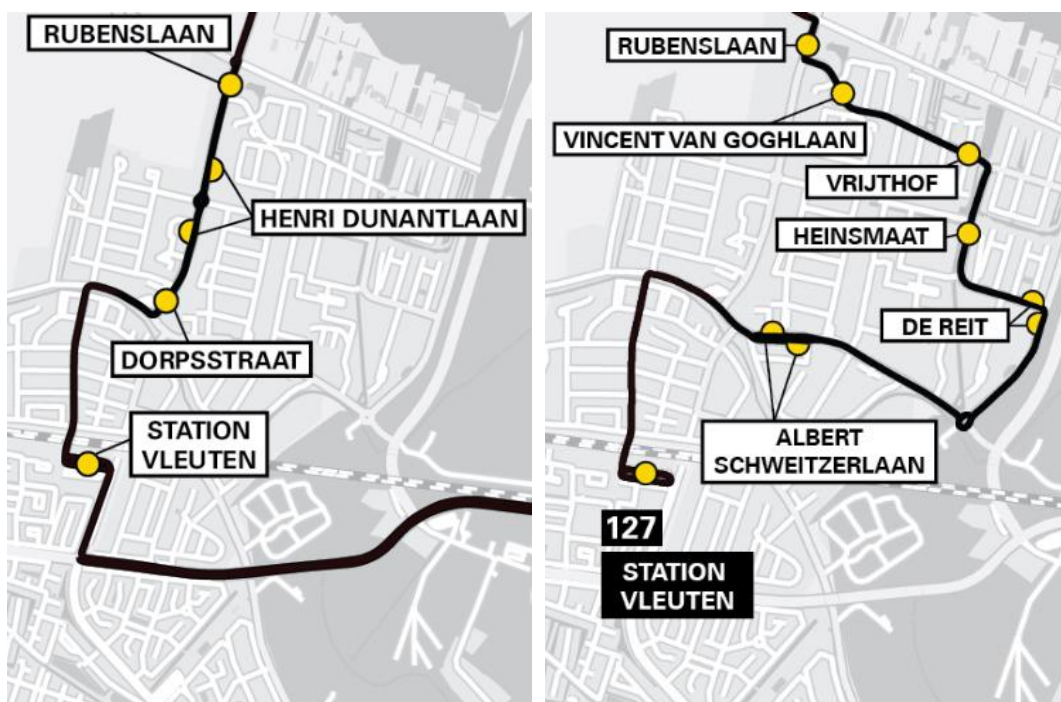 RUBENSLAAN
HENRI DUNANTLAAN
DORPSSTRAAT
STATION
VLEUTEN
RUBENSLAAN
VINCENT VAN GOGHLAAN
VRIJTHOF
HEINSMAAT
DE REIT
ALBERT
SCHWEITZERLAAN
127
STATION
VLEUTEN